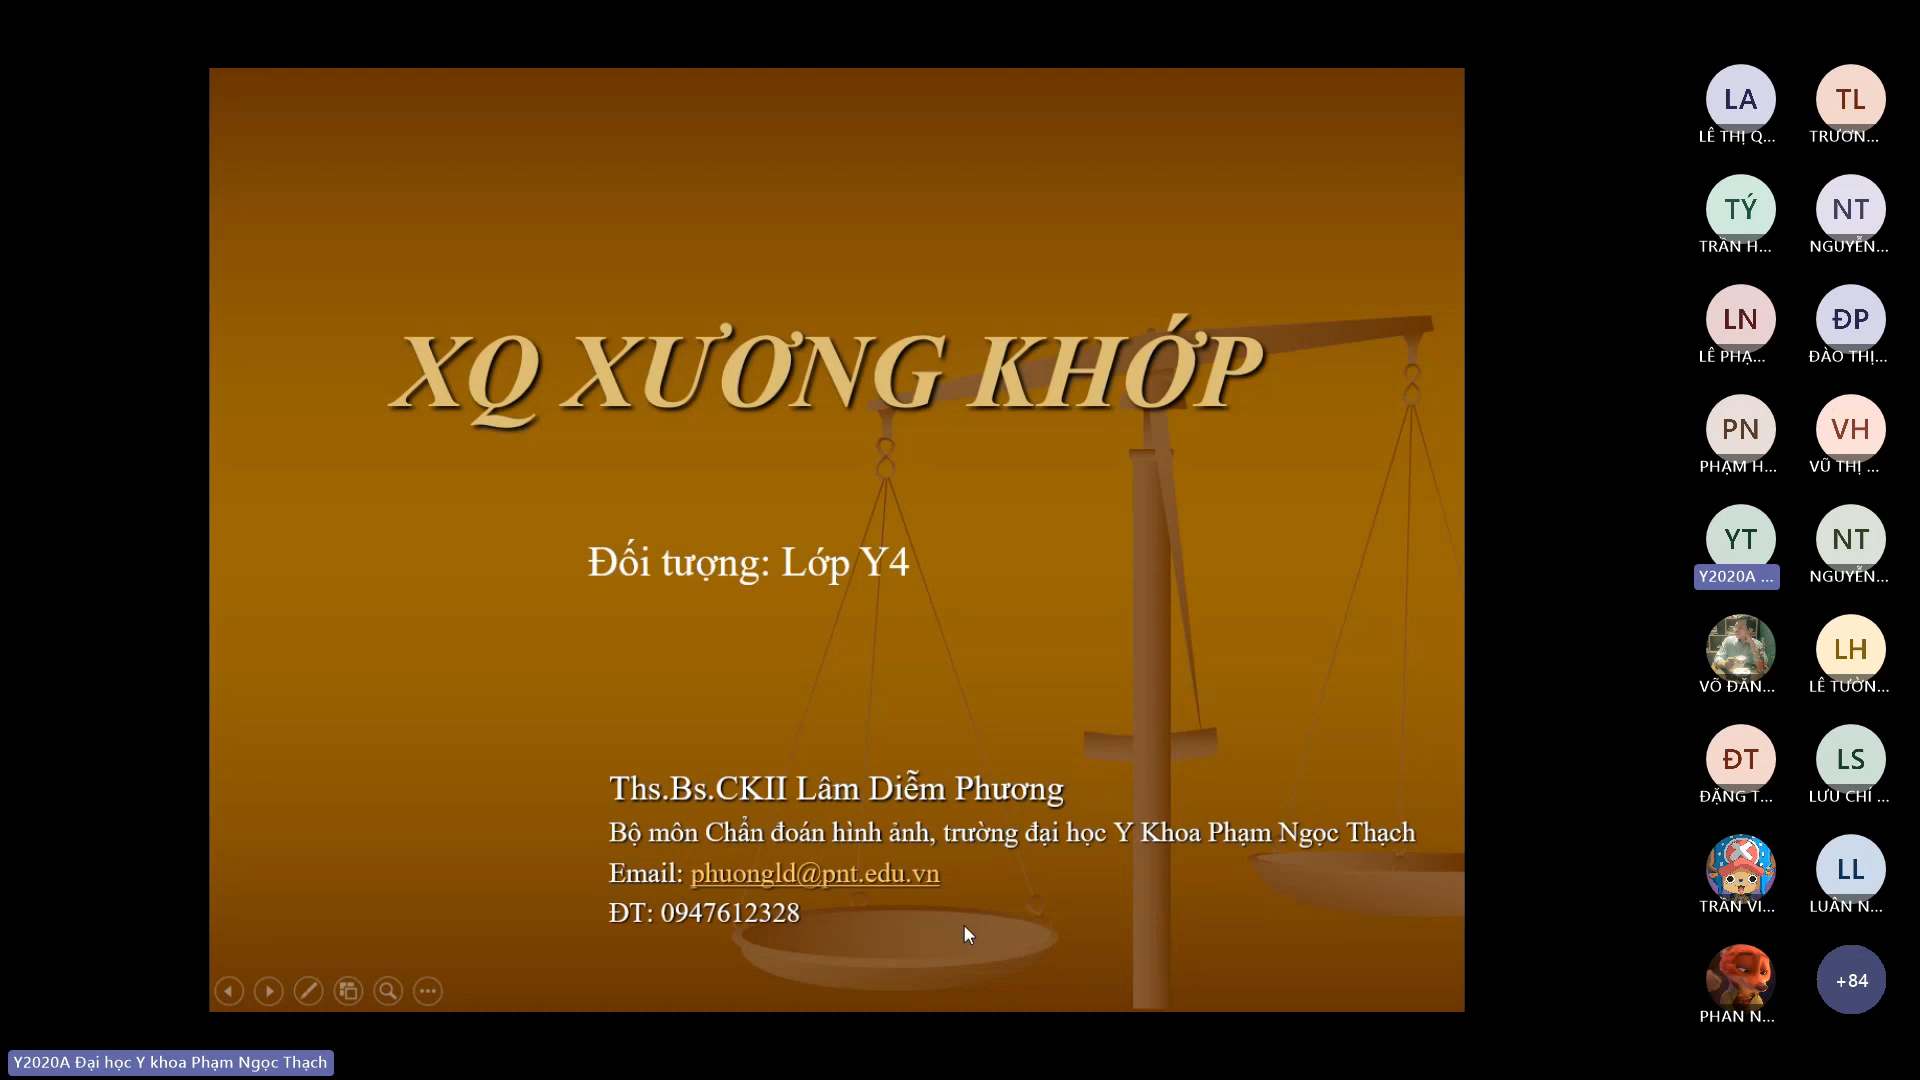 XQ XƯƠNG KHỚP
Đối tượng: Lớp Y4
Ths.Bs.CKII Lâm Diễm Phương
Bộ môn Chẩn đoán hình ảnh, trường đại học Y Khoa Phạm Ngọc Thạch
Email: phuongld@pnt.edu.vn
ĐT: 0947612328
Y2020A Đại học Y khoa Phạm Ngọc Thạch
LA
LÊ THỊ Q...
TL
TRƯƠN...
TÝ
TRẦN H...
NT
NGUYỄN...
LN
LÊ PHẠ...
ĐP
ĐÀO THỊ...
PN
PHẠM H...
VH
VŨ THỊ ...
YT
Y2020A ...
NT
NGUYỄN...
VÕ ĐĂN...
LH
LÊ TƯỜN...
ĐT
ĐẶNG T...
LS
LƯU CHÍ ...
TRẦN VI...
LL
LUÂN N...
PHAN N...
+84